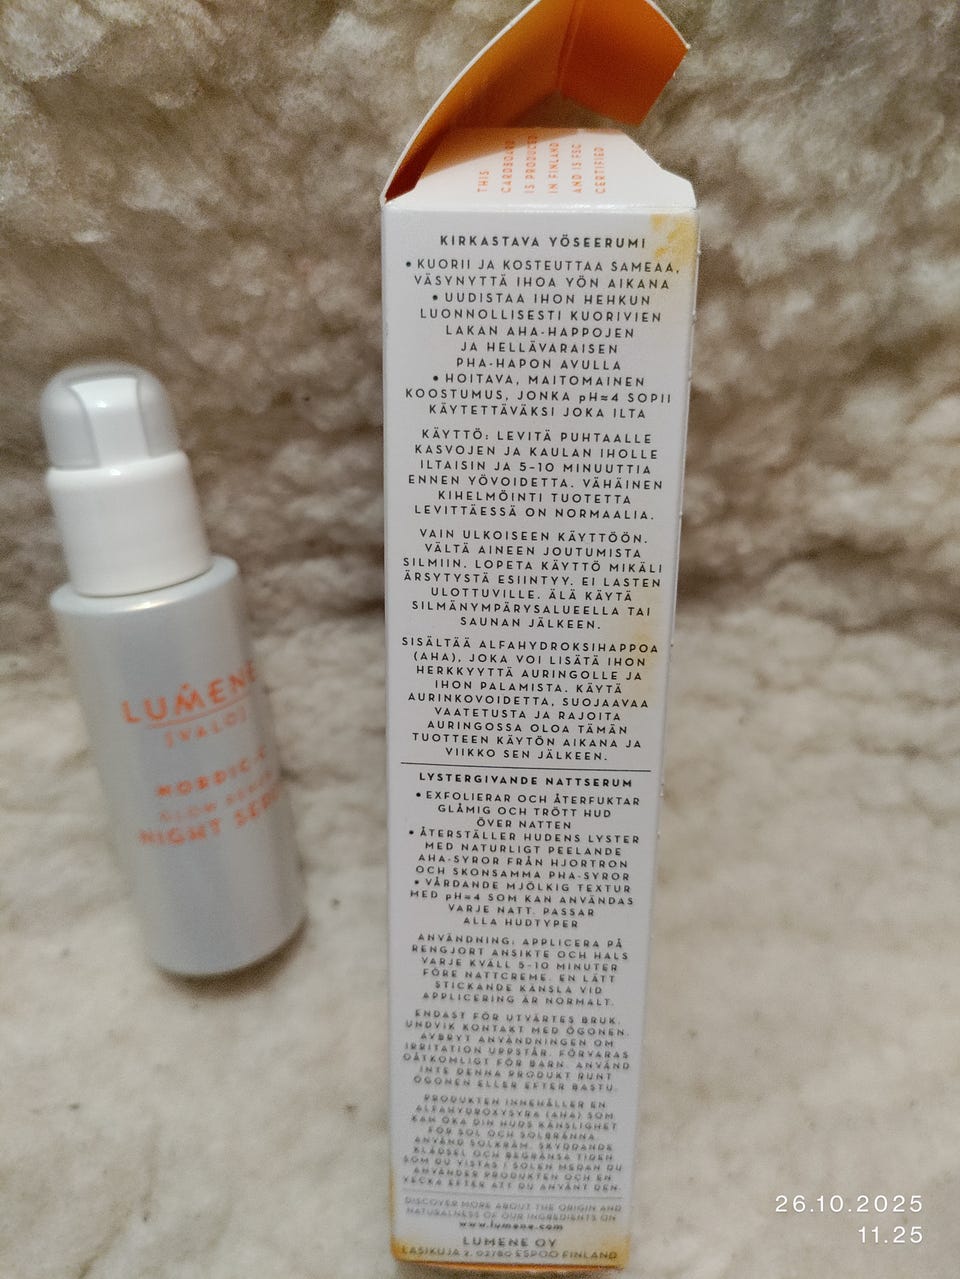 THIS
CARDBOARD
IS PRODUCED
IN FINLAND
AND IS FSC
CERTIFIED
KIRKASTAVA YÖSEERUMI
• KUORII JA KOSTEUTTAA SAMEAA,
VÄSYNYTTÄ IHOA YÖN AIKANA
• UUDISTAA IHON HEHKUN
LUONNOLLISESTI KUORIVIEN
LAKAN AHA-HAPPOJEN
JA HELLÄVARAISEN
PHA-HAPON AVULLA
• HOITAVA, MAITOMAINEN
KOOSTUMUS, JONKA pH≈4 SOPII
KÄYTETTÄVÄKSI JOKA ILTA
KÄYTTÖ: LEVITÄ PUHTAALLE
KASVOJEN JA KAULAN IHOLLE
ILTAISIN JA 5-10 MINUUTTIA
ENNEN YÖVOIDETTA. VÄHÄINEN
KIHELMÖINTI TUOTETTA
LEVITTÄESSÄ ON NORMAALIA.
VAIN ULKOISEEN KÄYTTÖÖN.
VÄLTÄ AINEEN JOUTUMISTA
SILMIIN. LOPETA KÄYTTÖ MIKÄLI
ÄRSYTYSTÄ ESIINTYY. EI LASTEN
ULOTTUVILLE. ÄLÄ KÄYTÄ
SILMÄNYMPÄRYSALUEELLA TAI
SAUNAN JÄLKEEN.
SISÄLTÄÄ ALFAHYDROKSIHAPPOA
(AHA), JOKA VOI LISÄTÄ IHON
HERKKYYTTÄ AURINGOLLE JA
IHON PALAMISTA. KÄYTÄ
AURINKOVOIDETTA, SUOJAAVAA
VAATETUSTA JA RAJOITA
AURINGOSSA OLOA TÄMÄN
TUOTTEEN KÄYTÖN AIKANA JA
VIIKKO SEN JÄLKEEN.
LYSTERGIVANDE NATTSERUM
• EXFOLIERAR OCH ÅTERFUKTAR
GLÅMIG OCH TRÖTT HUD
ÖVER NATTEN
• ÅTERSTÄLLER HUDENS LYSTER
MED NATURLIGT PEELANDE
AHA-SYROR FRÅN HJORTRON
OCH SKONSAMMA PHA-SYROR
• VÅRDANDE MJÖLKIG TEXTUR
MED pH≈4 SOM KAN ANVÄNDAS
VARJE NATT. PASSAR
ALLA HUDTYPER
ANVÄNDNING: APPLICERA PÅ
RENGJORT ANSIKTE OCH HALS
VARJE KVÄLL 5-10 MINUTER
FÖRE NATTCREME. EN LÄTT
STICKANDE KÄNSLA VID
APPLICERING ÄR NORMALT.
ENDAST FÖR UTVÄRTES BRUK.
UNDVIK KONTAKT MED ÖGONEN.
AVBRYT ANVÄNDNINGEN OM
IRRITATION UPPSTÅR. FÖRVARAS
OÅTKOMLIGT FÖR BARN. ANVÄND
INTE DENNA PRODUKT RUNT
ÖGONEN ELLER EFTER BASTU.
PRODUKTEN INNEHÅLLER EN
ALFAHYDROXYSYRA (AHA) SOM
KAN ÖKA DIN HUDS KÄNSLIGHET
FÖR SOL OCH SOLBRÄNNA.
ANVÄND SOLKRÄM, SKYDDANDE
KLÄDSEL OCH BEGRÄNSA TIDEN
SOM DU VISTAS I SOLEN MEDAN DU
ANVÄNDER PRODUKTEN OCH EN
VECKA EFTER ATT DU ANVÄNT DEN.
DISCOVER MORE ABOUT THE ORIGIN AND
NATURALNESS OF OUR INGREDIENTS ON
www.lumene.com
LUMENE OY
LASIKUJA 2, 02780 ESPOO FINLAND
LUMENE
[VALO]
NORDIC-C
GLOW
NIGHT
26.10.2025
11.25